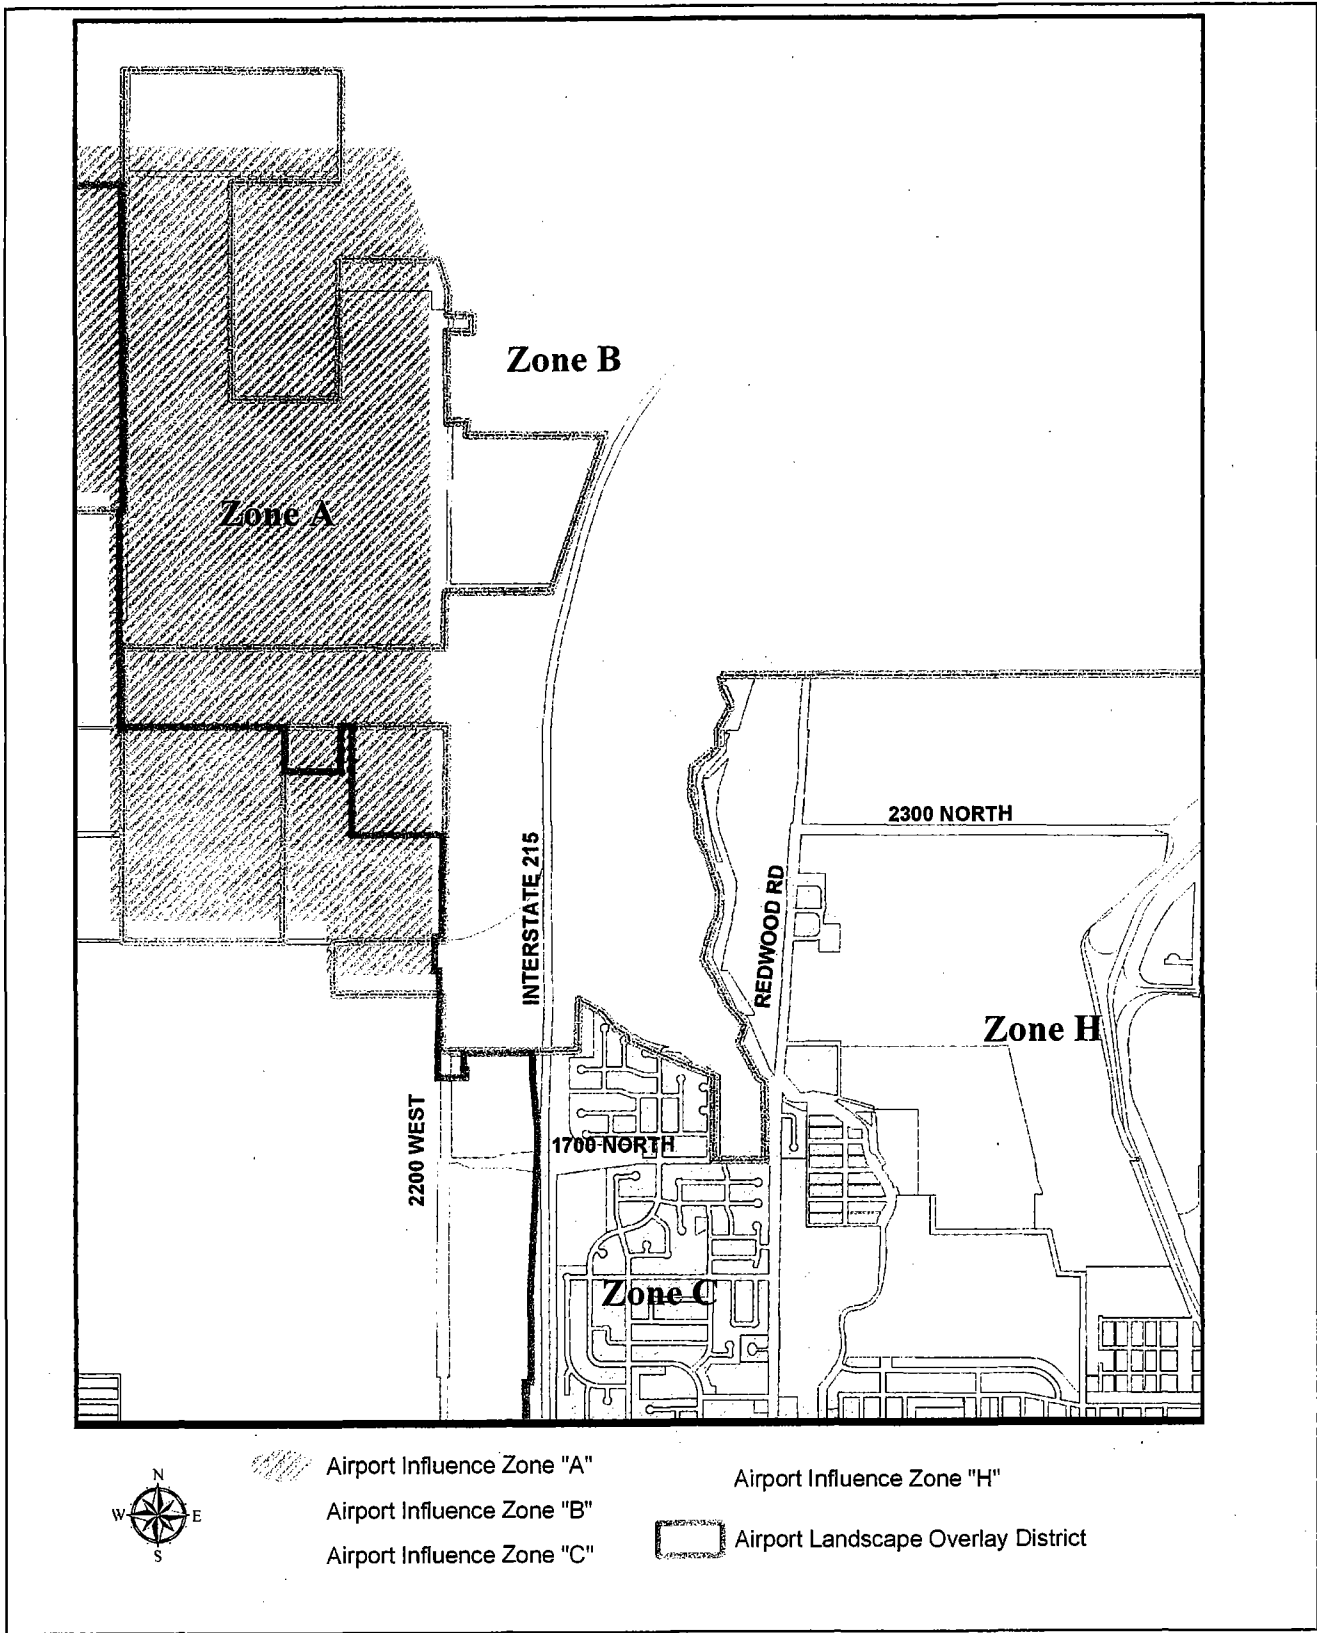 Zone B
Zone A
2300 NORTH
INTERSTATE 215
REDWOOD RD
Zone H
2200 WEST
1700 NORTH
Zone C
N
W E
S
Airport Influence Zone "A"
Airport Influence Zone "B"
Airport Influence Zone "C"
Airport Influence Zone "H"
Airport Landscape Overlay District